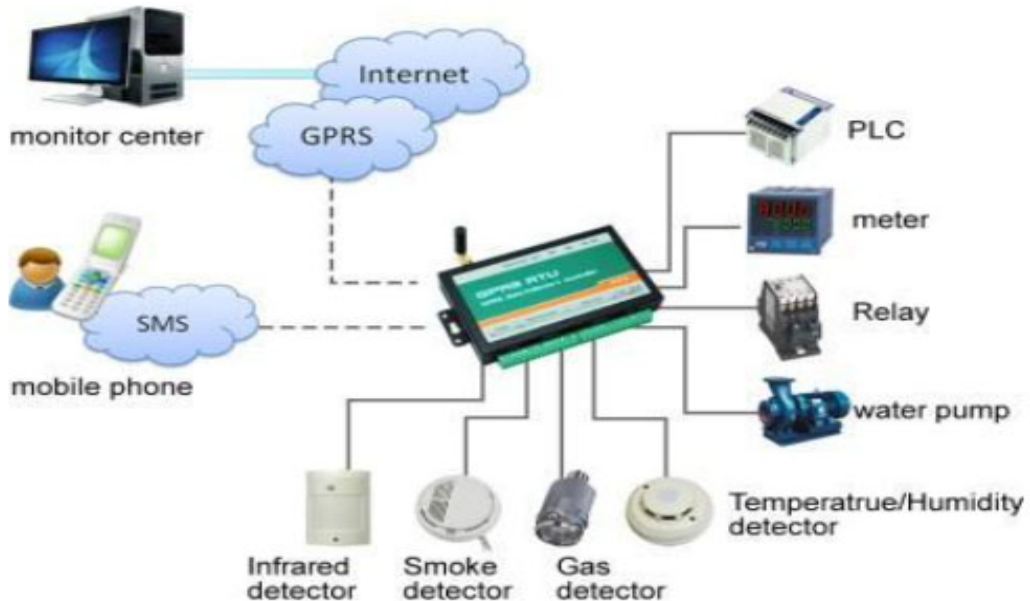 Internet
GPRS
monitor center
PLC
meter
GPRS RTU
SMS
Relay
mobile phone
water pump
Temperatrue/Humidity
detector
Infrared
detector
Smoke
detector
Gas
detector